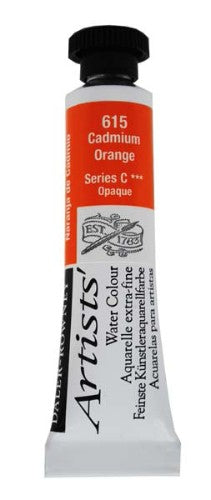 615
Cadmium
Orange
Series C ***
Opaque
Naranja de Cadmio
EST.
1783
DALER-ROWNEY
Artists'
Water Colour
Aquarelle extra-fine
Feinste Künstleraquarellfarbe
Acuarelas para artistas